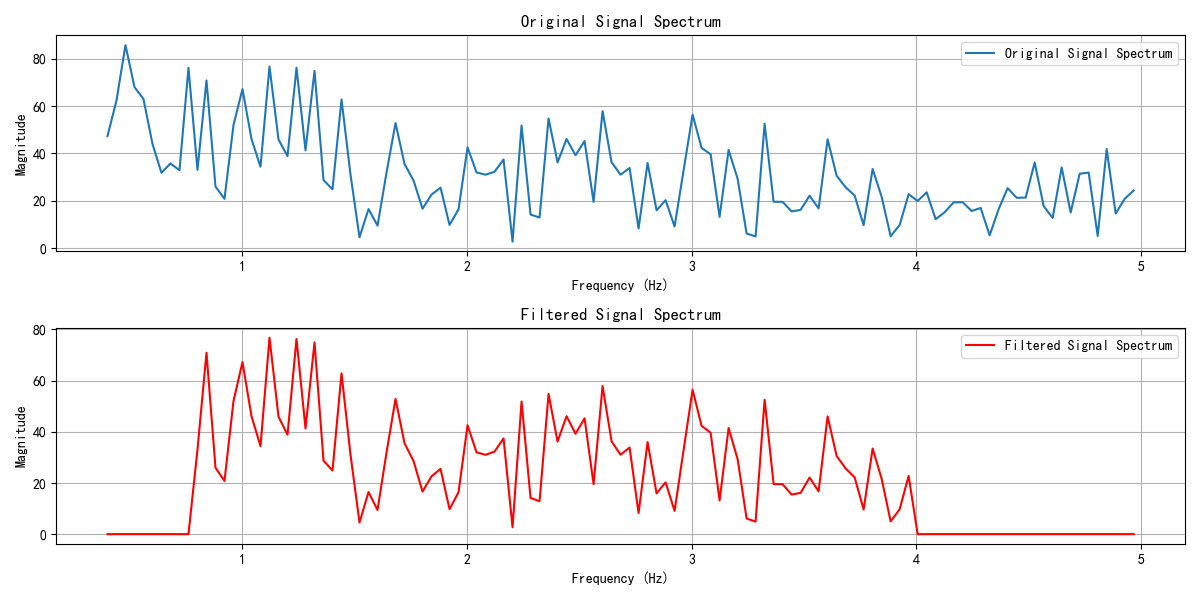 Original Signal Spectrum
Original Signal Spectrum
Magnitude
80
60
40
20
0
1
2
3
4
5
Frequency (Hz)
Filtered Signal Spectrum
Filtered Signal Spectrum
Magnitude
80
60
40
20
0
1
2
3
4
5
Frequency (Hz)